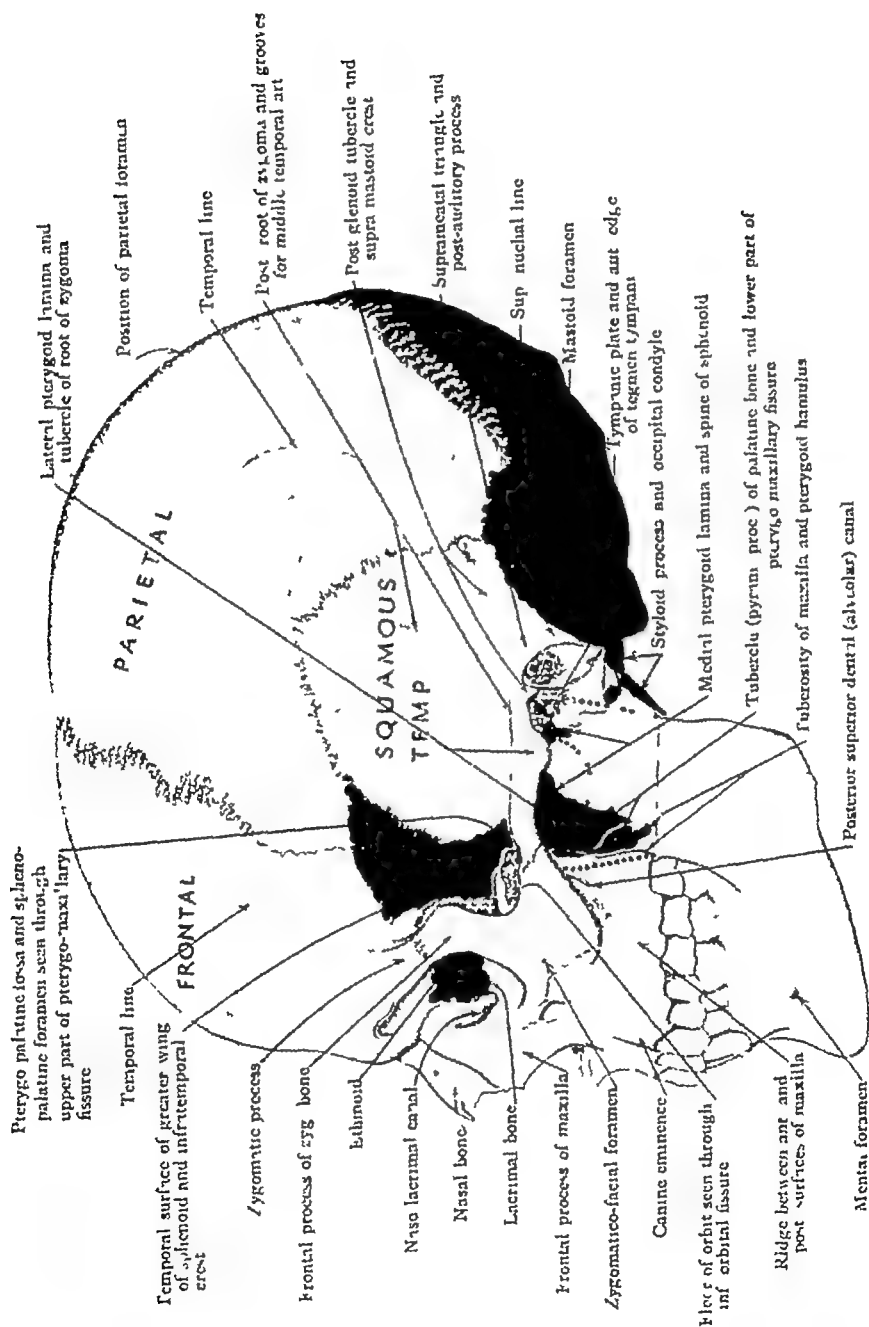 Pterygo palatine fossa and spheno-
palatine foramen seen through
upper part of pterygo-maxillary
fissure
Temporal line
Temporal surface of greater wing
of sphenoid and infratemporal
crest
Zygomatic process
Frontal process of zyg bone
Ethmoid
Naso lacrimal canal
Nasal bone
Lacrimal bone
Frontal process of maxilla
Zygomatico-facial foramen
Canine eminence
Floor of orbit seen through
inf orbital fissure
Ridge between ant and
post surfaces of maxilla
Mental foramen
FRONTAL
PARIETAL
SQUAMOUS
TEMP
Lateral pterygoid lamina and
tubercle of root of zygoma
Position of parietal foramen
Temporal line
Post root of zygoma and grooves
for middle temporal art
Post glenoid tubercle and
supra mastoid crest
Suprameatal triangle and
post-auditory process
Sup nuchal line
Mastoid foramen
Tympanic plate and ant edge
of tegmen tympani
Styloid process and occipital condyle
Medial pterygoid lamina and spine of sphenoid
Tubercle (pyram proc ) of palatine bone and lower part of
pterygo maxillary fissure
Tuberosity of maxilla and pterygoid hamulus
Posterior superior dental (alveolar) canal